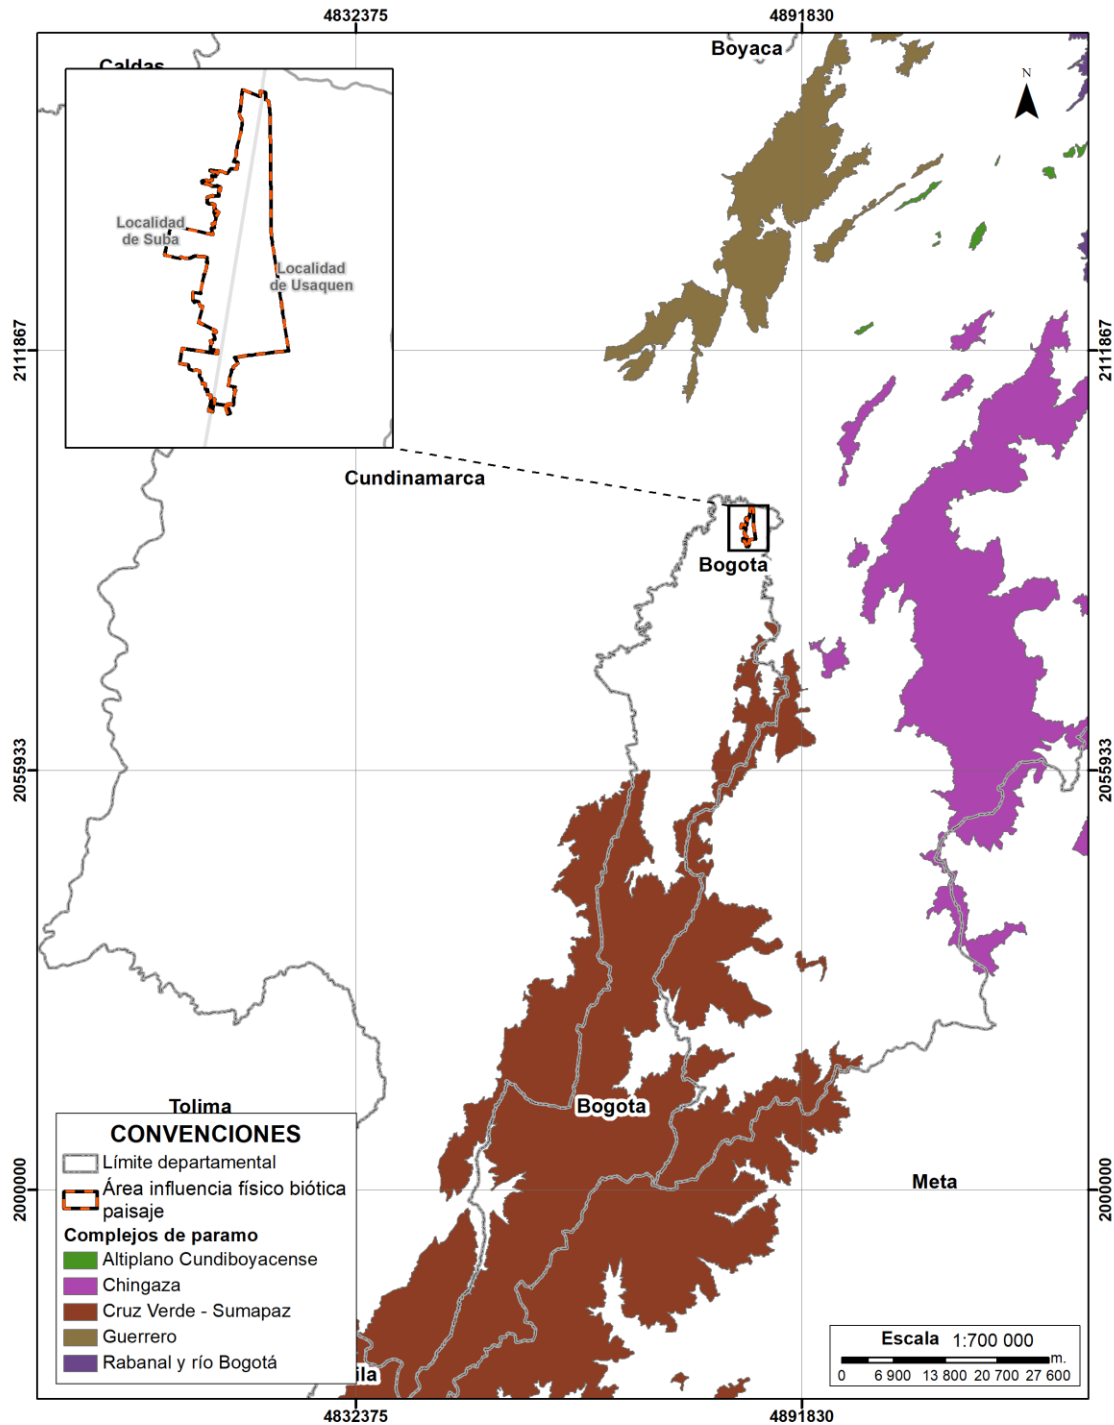 4832375
4891830
Boyaca
Caldas
N
Localidad
de Suba
Localidad
de Usaquen
2111867
2111867
Cundinamarca
Bogota
2055933
2055933
Tolima
Bogota
Meta
2000000
2000000
CONVENCIONES
Límite departamental
Área influencia físico biótica
paisaje
Complejos de paramo
Altiplano Cundiboyacense
Chingaza
Cruz Verde - Sumapaz
Guerrero
Rabanal y río Bogotá
ila
Escala 1:700 000
m.
0 6 900 13 800 20 700 27 600
4832375
4891830